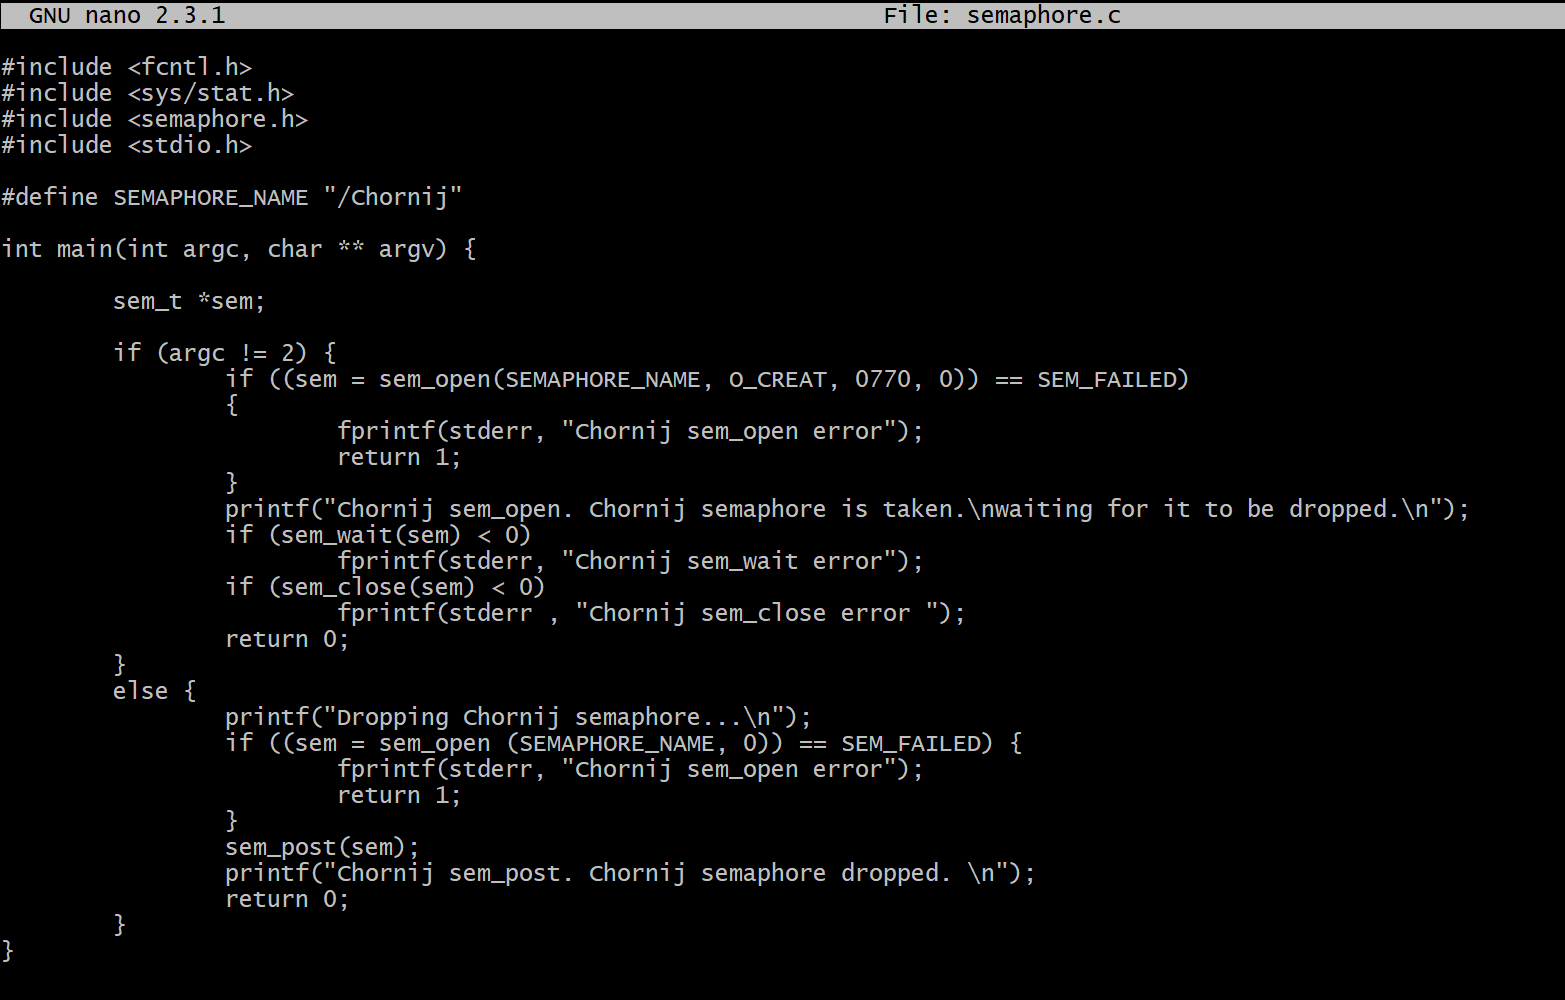 GNU nano 2.3.1 File: semaphore.c
#include <fcntl.h>
#include <sys/stat.h>
#include <semaphore.h>
#include <stdio.h>
#define SEMAPHORE_NAME "/Chornij"
int main(int argc, char ** argv) {
sem_t *sem;
if (argc != 2) {
if ((sem = sem_open(SEMAPHORE_NAME, O_CREAT, 0770, 0)) == SEM_FAILED)
{
fprintf(stderr, "Chornij sem_open error");
return 1;
}
printf("Chornij sem_open. Chornij semaphore is taken.\nwaiting for it to be dropped.\n");
if (sem_wait(sem) < 0)
fprintf(stderr, "Chornij sem_wait error");
if (sem_close(sem) < 0)
fprintf(stderr , "Chornij sem_close error ");
return 0;
}
else {
printf("Dropping Chornij semaphore...\n");
if ((sem = sem_open (SEMAPHORE_NAME, 0)) == SEM_FAILED) {
fprintf(stderr, "Chornij sem_open error");
return 1;
}
sem_post(sem);
printf("Chornij sem_post. Chornij semaphore dropped. \n");
return 0;
}
}